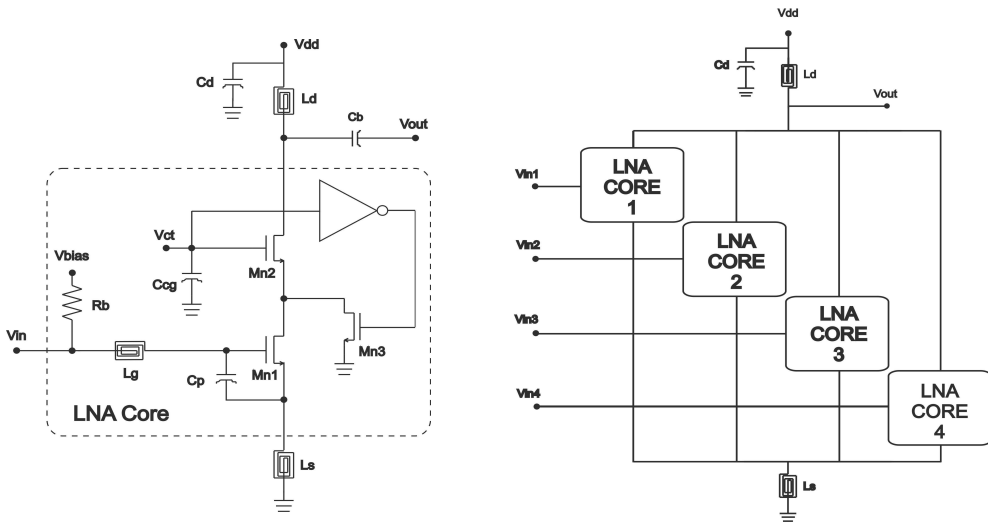 Vdd
Cd
Ld
Cb
Vout
Vct
Ccg
Mn2
Vbias
Rb
Vin
Lg
Cp
Mn1
Mn3
LNA Core
Ls
Vdd
Cd
Ld
Vout
Vin1
LNA
CORE
1
Vin2
LNA
CORE
2
Vin3
LNA
CORE
3
Vin4
LNA
CORE
4
Ls